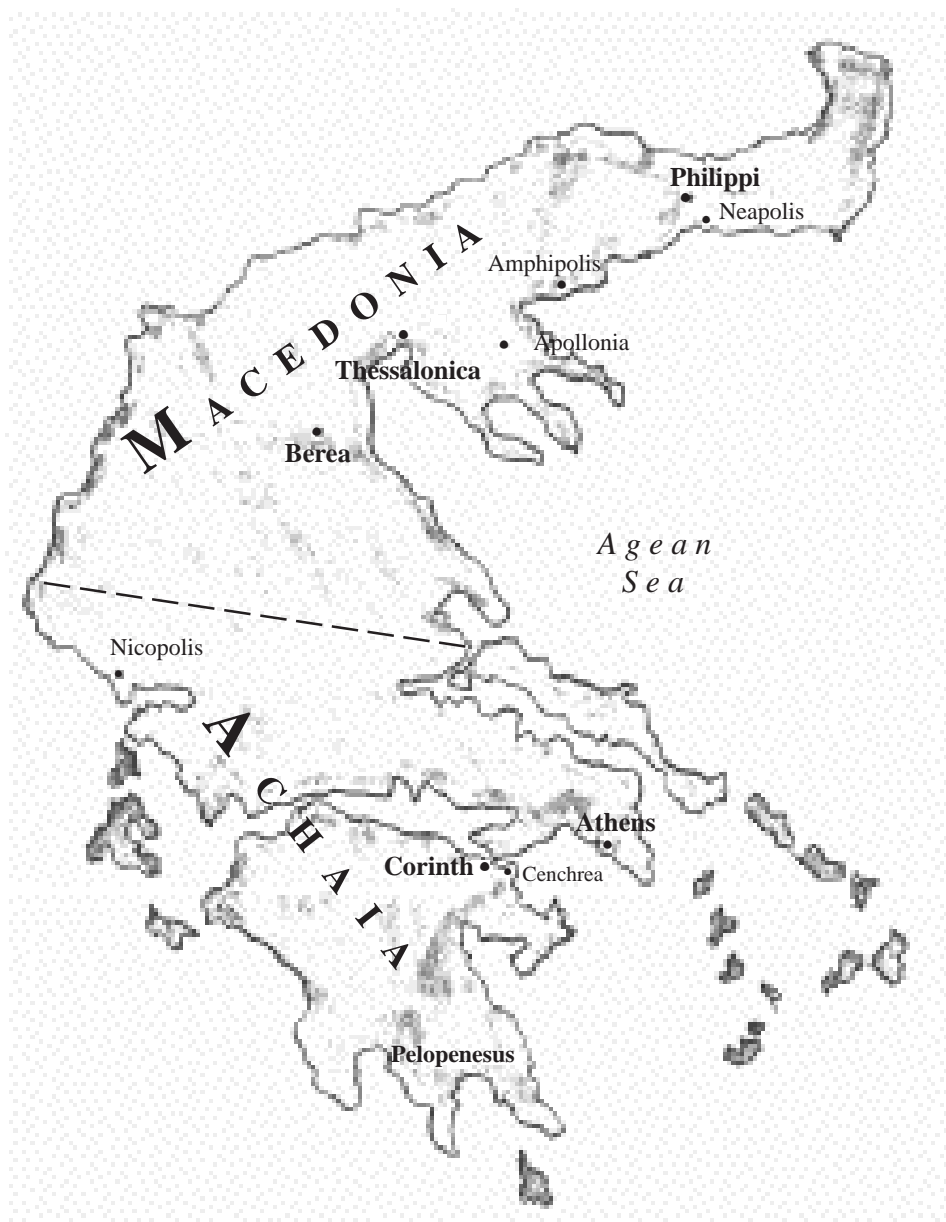 Philippi
Neapolis
MACEDONIA
Amphipolis
Apollonia
Thessalonica
Berea
Agean
Sea
Nicopolis
ACHAIA
Athens
Corinth
Cenchrea
Pelopenesus